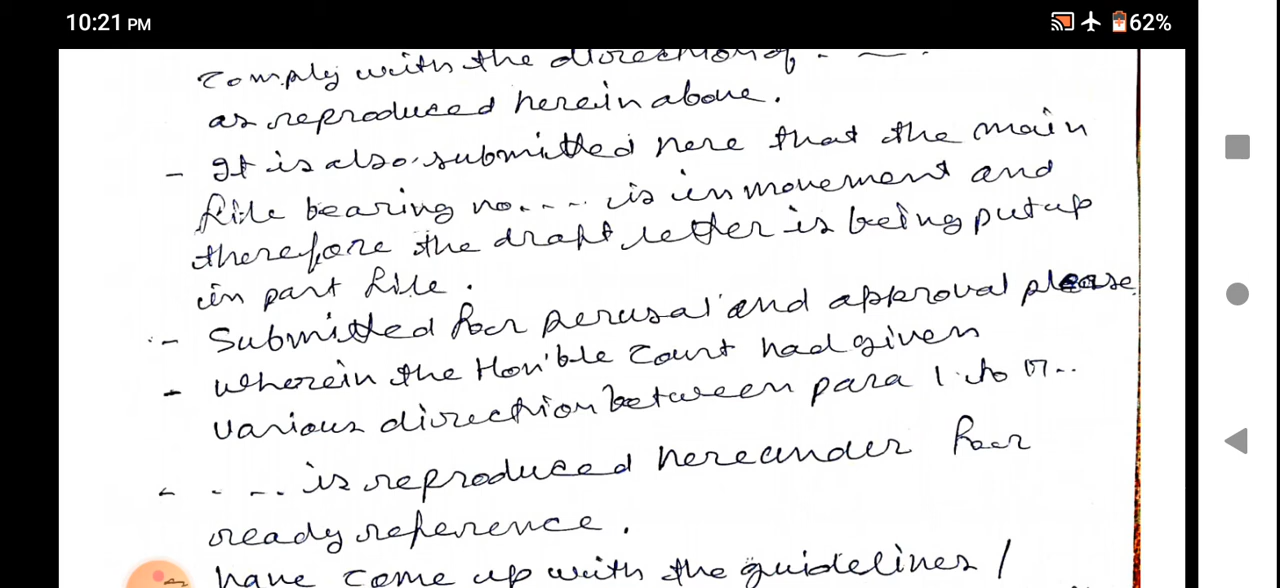 10:21 PM
62%
comply with the direction of . — .
as reproduced herein above.
- It is also submitted here that the main
file bearing no..... is in movement and
therefore the draft letter is being put up
in part file.
- Submitted for perusal and approval please
- wherein the Hon'ble Court had given
various direction between para 1 to 17..
- .... is reproduced hereunder for
ready reference.
have come up with the guidelines /